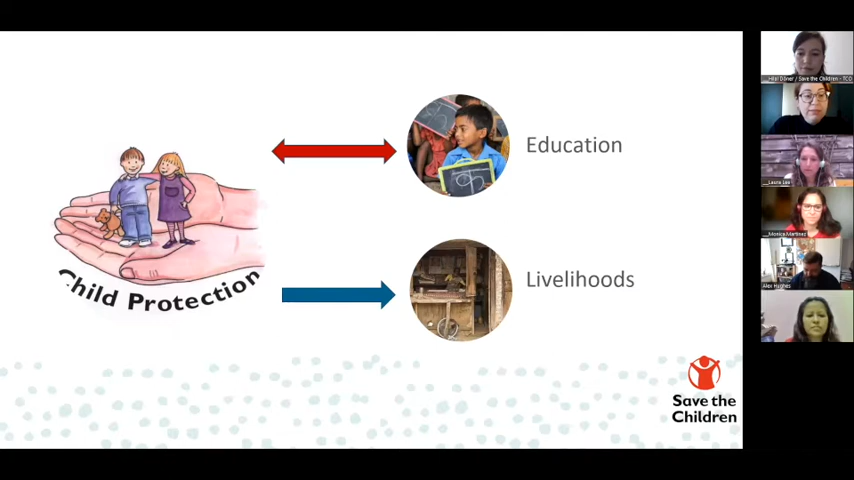 Education
Livelihoods
Child Protection
Save the
Children
Hilal Döner / Save the Children - TCO
Laura Lee
Monica Martinez
Alex Hughes